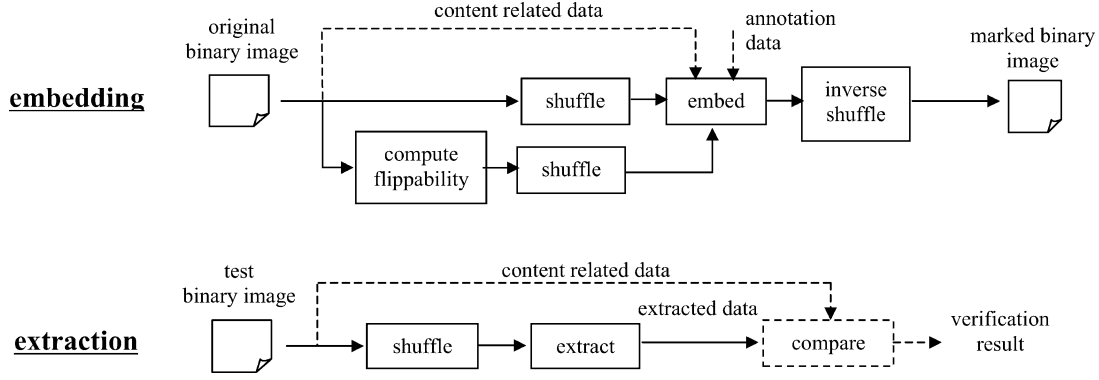 content related data
original
binary image
annotation
data
marked binary
image
embedding
shuffle
embed
inverse
shuffle
compute
flippability
shuffle
test
binary image
content related data
extracted data
extraction
shuffle
extract
compare
verification
result